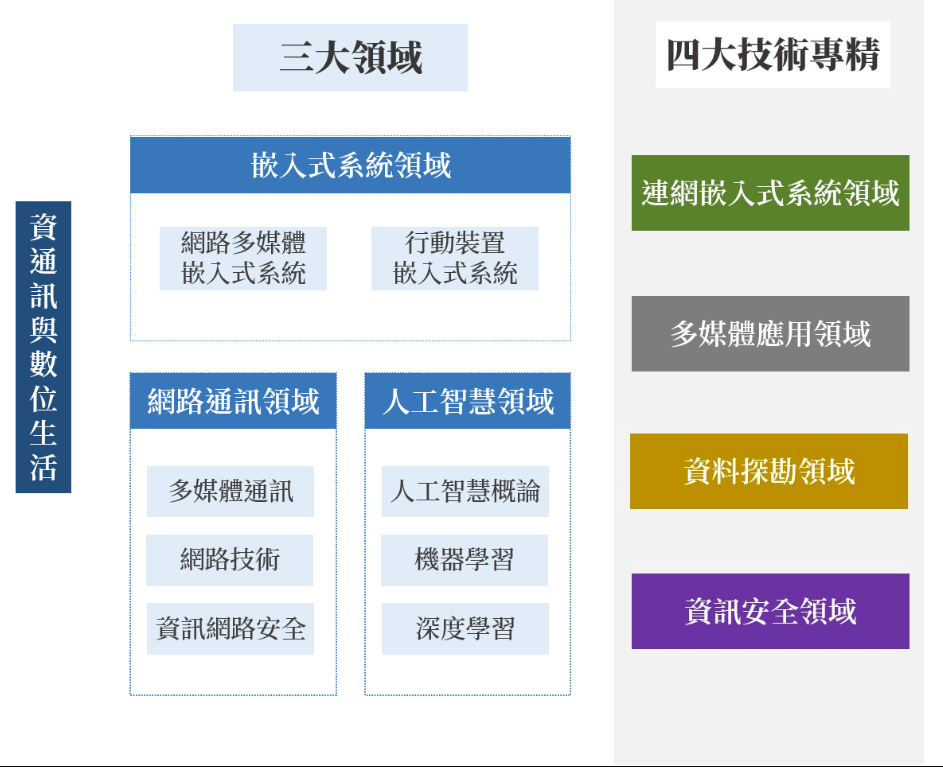 三大領域
四大技術專精
資通訊與數位生活
嵌入式系統領域
網路多媒體
嵌入式系統
行動裝置
嵌入式系統
網路通訊領域
多媒體通訊
網路技術
資訊網路安全
人工智慧領域
人工智慧概論
機器學習
深度學習
連網嵌入式系統領域
多媒體應用領域
資料探勘領域
資訊安全領域